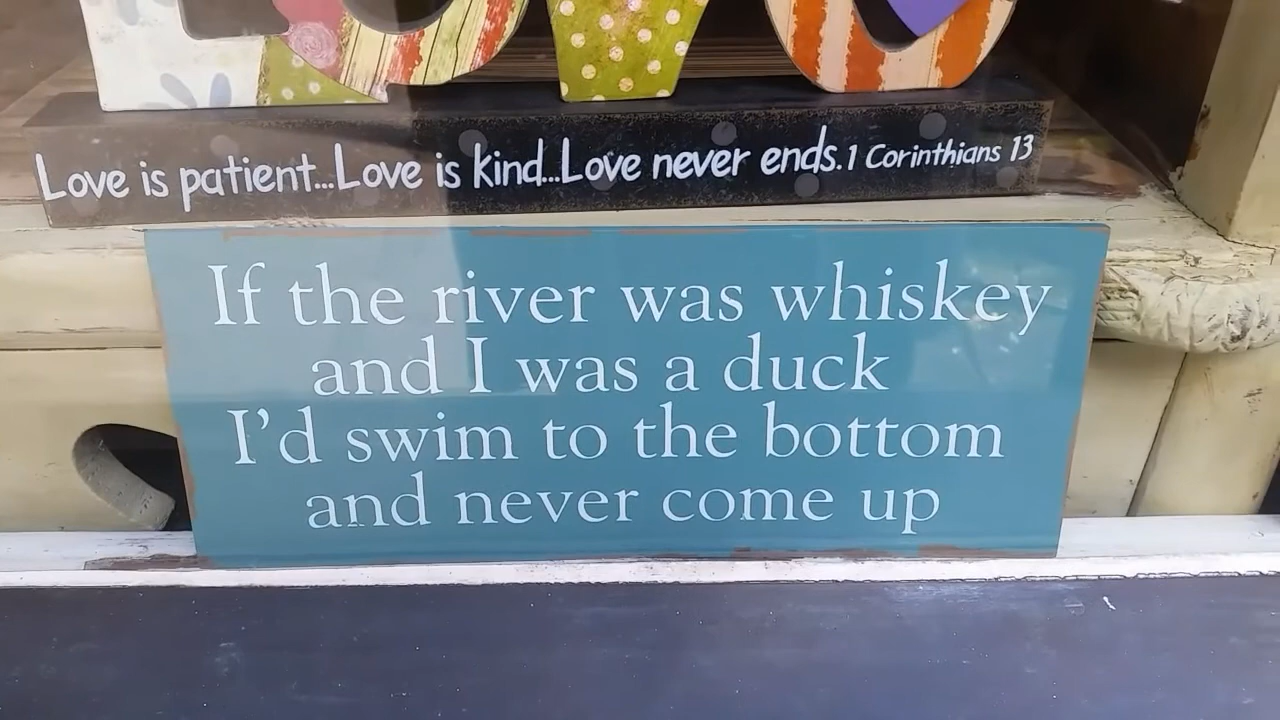 LOVE
Love is patient...Love is kind...Love never ends. 1 Corinthians 13
If the river was whiskey
and I was a duck
I'd swim to the bottom
and never come up